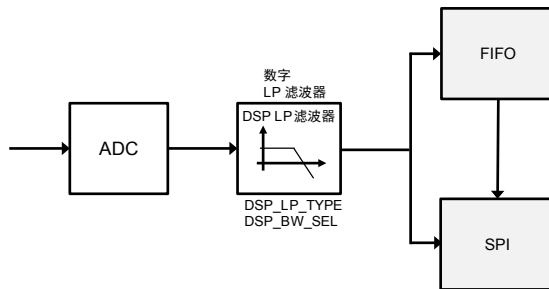 ADC
数字
LP 滤波器
DSP LP 滤波器
DSP_LP_TYPE
DSP_BW_SEL
FIFO
SPI